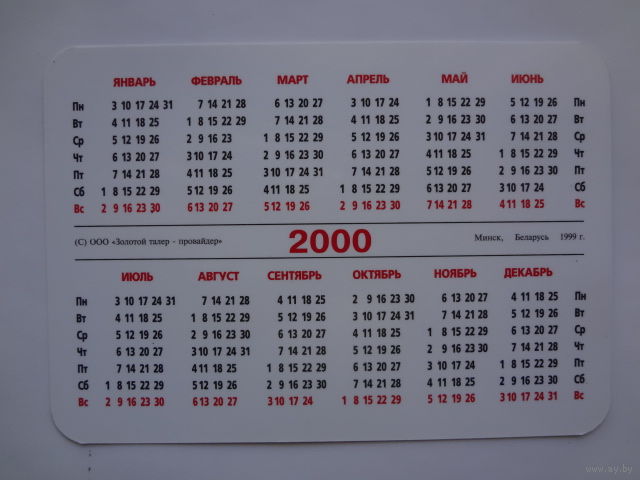 ЯНВАРЬ ФЕВРАЛЬ МАРТ АПРЕЛЬ МАЙ ИЮНЬ
Пн 3 10 17 24 31 7 14 21 28 6 13 20 27 3 10 17 24 1 8 15 22 29 5 12 19 26 Пн
Вт 4 11 18 25 1 8 15 22 29 7 14 21 28 4 11 18 25 2 9 16 23 30 6 13 20 27 Вт
Ср 5 12 19 26 2 9 16 23 1 8 15 22 29 5 12 19 26 3 10 17 24 31 7 14 21 28 Ср
Чт 6 13 20 27 3 10 17 24 2 9 16 23 30 6 13 20 27 4 11 18 25 1 8 15 22 29 Чт
Пт 7 14 21 28 4 11 18 25 3 10 17 24 31 7 14 21 28 5 12 19 26 2 9 16 23 30 Пт
Сб 1 8 15 22 29 5 12 19 26 4 11 18 25 1 8 15 22 29 6 13 20 27 3 10 17 24 Сб
Вс 2 9 16 23 30 6 13 20 27 5 12 19 26 2 9 16 23 30 7 14 21 28 4 11 18 25 Вс
(С) ООО «Золотой талер - провайдер» 2000 Минск, Беларусь 1999 г.
ИЮЛЬ АВГУСТ СЕНТЯБРЬ ОКТЯБРЬ НОЯБРЬ ДЕКАБРЬ
Пн 3 10 17 24 31 7 14 21 28 4 11 18 25 2 9 16 23 30 6 13 20 27 4 11 18 25 Пн
Вт 4 11 18 25 1 8 15 22 29 5 12 19 26 3 10 17 24 31 7 14 21 28 5 12 19 26 Вт
Ср 5 12 19 26 2 9 16 23 30 6 13 20 27 4 11 18 25 1 8 15 22 29 6 13 20 27 Ср
Чт 6 13 20 27 3 10 17 24 31 7 14 21 28 5 12 19 26 2 9 16 23 30 7 14 21 28 Чт
Пт 7 14 21 28 4 11 18 25 1 8 15 22 29 6 13 20 27 3 10 17 24 1 8 15 22 29 Пт
Сб 1 8 15 22 29 5 12 19 26 2 9 16 23 30 7 14 21 28 4 11 18 25 2 9 16 23 30 Сб
Вс 2 9 16 23 30 6 13 20 27 3 10 17 24 1 8 15 22 29 5 12 19 26 3 10 17 24 31 Вс
www.ay.by